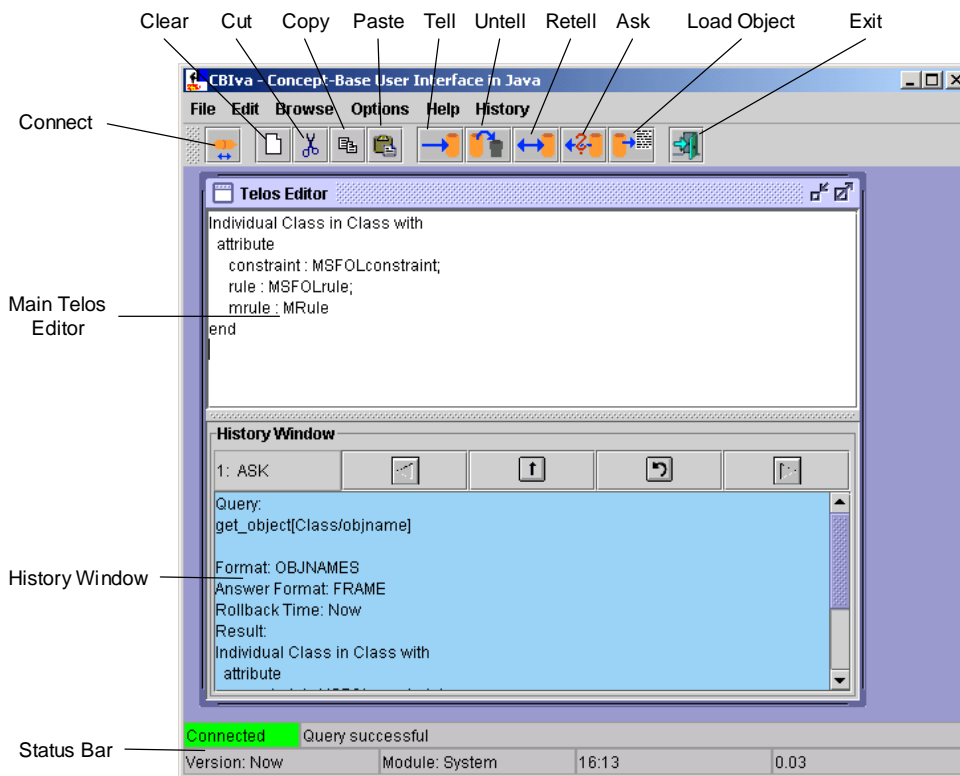 Clear Cut Copy Paste Tell Untell Retell Ask Load Object Exit
CBIva - Concept-Base User Interface in Java
File Edit Browse Options Help History
Connect
Telos Editor
Individual Class in Class with
attribute
constraint : MSFOLconstraint;
rule : MSFOLrule;
mrule : MRule
end
Main Telos
Editor
History Window
1: ASK
Query:
get_object[Class/objname]
Format: OBJNAMES
Answer Format: FRAME
Rollback Time: Now
Result:
Individual Class in Class with
attribute
History Window
Connected Query successful
Status Bar
Version: Now Module: System 16:13 0.03